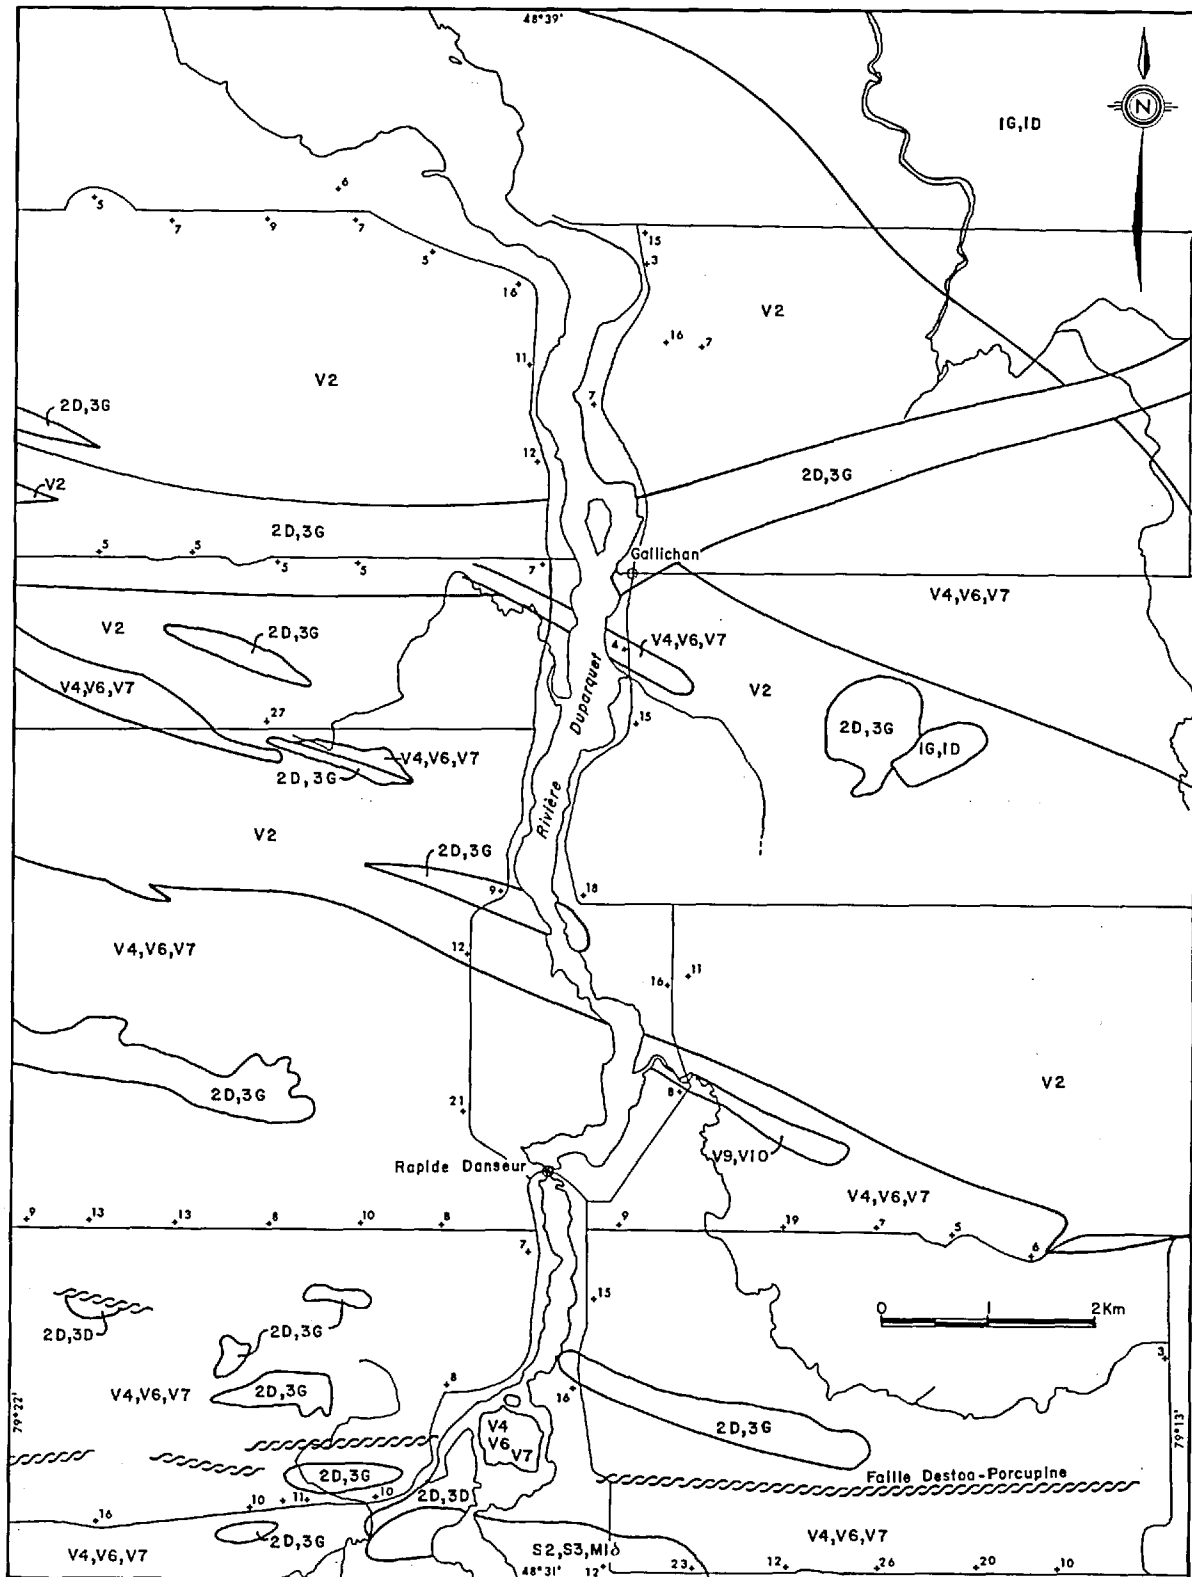 48°39'
N
1G,1D
6
5
7
9
7
5
16
15
3
V2
16
7
11
V2
7
2D,3G
12
2D,3G
V2
2D,3G
5
5
5
5
7
Gallichan
V4,V6,V7
V2
2D,3G
V4,V6,V7
4
V4,V6,V7
V2
27
Rivière Duparquet
15
2D,3G
1G,1D
V4,V6,V7
2D,3G
V2
2D,3G
9
18
V4,V6,V7
12
16
11
2D,3G
8
V2
21
V9,V10
Rapide Danseur
V4,V6,V7
9
13
13
8
10
8
9
19
7
5
6
7
15
0 1 2Km
2D,3D
2D,3G
3
V4,V6,V7
2D,3G
8
16
2D,3G
79°22'
79°13'
V4
V6
V7
2D,3G
Faille Destoa-Porcupine
10
11
10
2D,3D
16
2D,3G
V4,V6,V7
V4,V6,V7
S2,S3,M16
48°31'
12
23
12
26
20
10